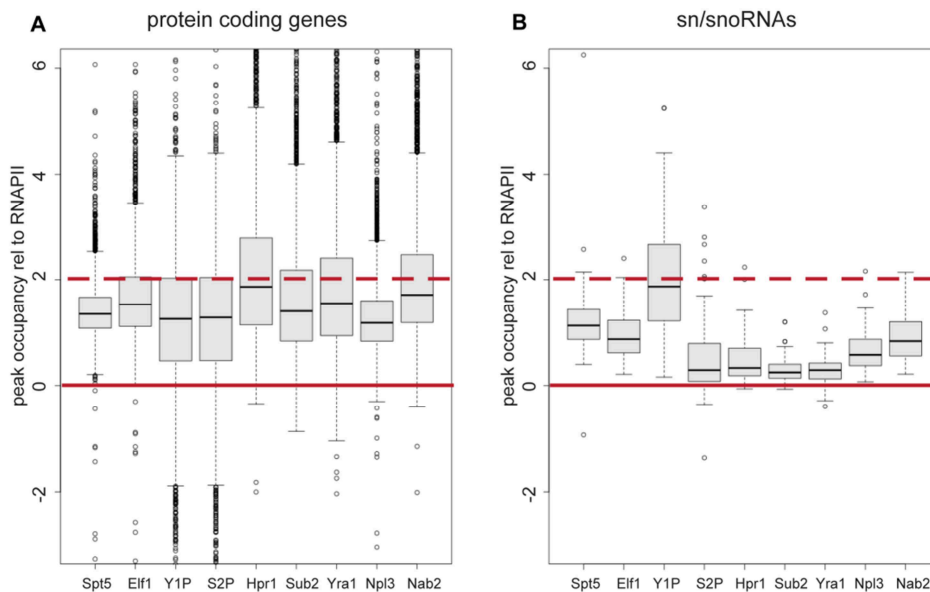 A protein coding genes
peak occupancy rel to RNAPII
6
4
2
0
-2
Spt5 Elf1 Y1P S2P Hpr1 Sub2 Yra1 Npl3 Nab2
B sn/snoRNAs
peak occupancy rel to RNAPII
6
4
2
0
-2
Spt5 Elf1 Y1P S2P Hpr1 Sub2 Yra1 Npl3 Nab2